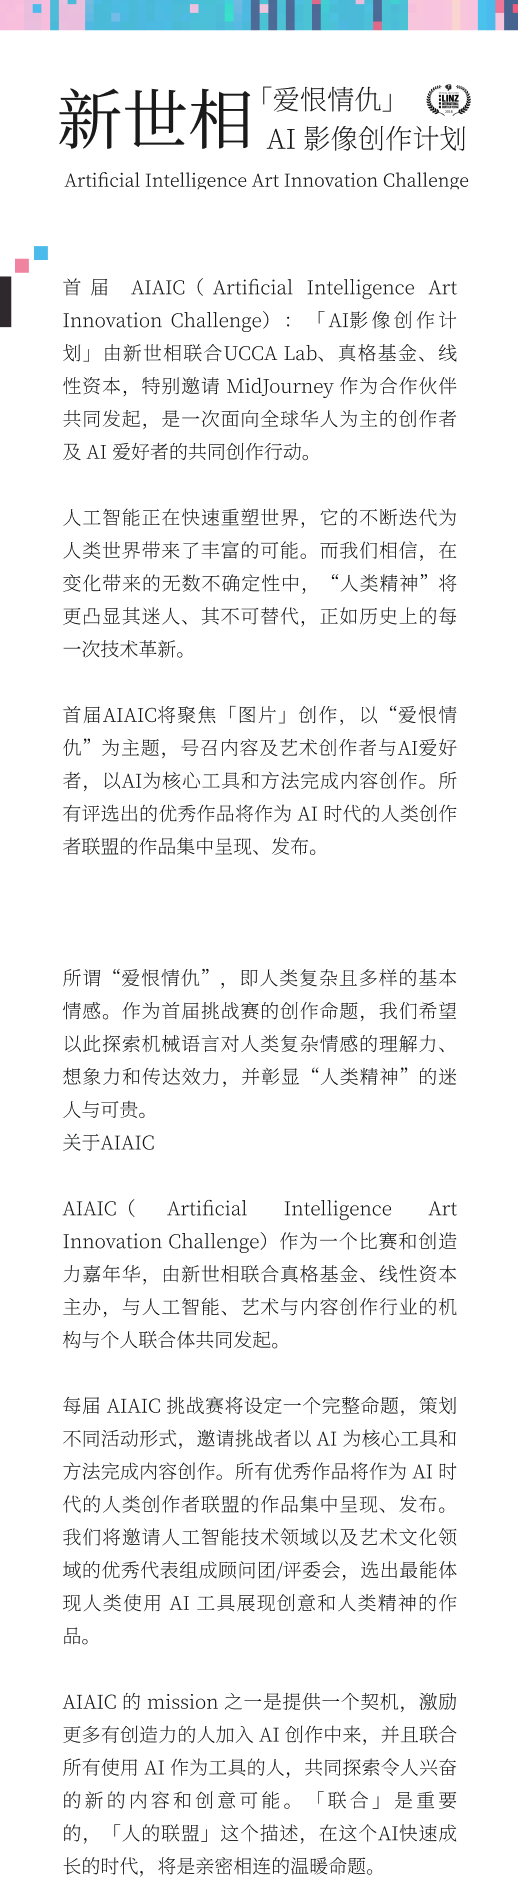 新世相
「爱恨情仇」
LINZ
AI 影像创作计划
Artificial Intelligence Art Innovation Challenge
首届 AIAIC（Artificial Intelligence Art
Innovation Challenge）：「AI影像创作计
划」由新世相联合UCCA Lab、真格基金、线
性资本，特别邀请 MidJourney 作为合作伙伴
共同发起，是一次面向全球华人为主的创作者
及 AI 爱好者的共同创作行动。
人工智能正在快速重塑世界，它的不断迭代为
人类世界带来了丰富的可能。而我们相信，在
变化带来的无数不确定性中，“人类精神”将
更凸显其迷人、其不可替代，正如历史上的每
一次技术革新。
首届AIAIC将聚焦「图片」创作，以“爱恨情
仇”为主题，号召内容及艺术创作者与AI爱好
者，以AI为核心工具和方法完成内容创作。所
有评选出的优秀作品将作为 AI 时代的人类创作
者联盟的作品集中呈现、发布。
所谓“爱恨情仇”，即人类复杂且多样的基本
情感。作为首届挑战赛的创作命题，我们希望
以此探索机械语言对人类复杂情感的理解力、
想象力和传达效力，并彰显“人类精神”的迷
人与可贵。
关于AIAIC
AIAIC（ Artificial Intelligence Art
Innovation Challenge）作为一个比赛和创造
力嘉年华，由新世相联合真格基金、线性资本
主办，与人工智能、艺术与内容创作行业的机
构与个人联合体共同发起。
每届 AIAIC 挑战赛将设定一个完整命题，策划
不同活动形式，邀请挑战者以 AI 为核心工具和
方法完成内容创作。所有优秀作品将作为 AI 时
代的人类创作者联盟的作品集中呈现、发布。
我们将邀请人工智能技术领域以及艺术文化领
域的优秀代表组成顾问团/评委会，选出最能体
现人类使用 AI 工具展现创意和人类精神的作
品。
AIAIC 的 mission 之一是提供一个契机，激励
更多有创造力的人加入 AI 创作中来，并且联合
所有使用 AI 作为工具的人，共同探索令人兴奋
的新的内容和创意可能。「联合」是重要
的，「人的联盟」这个描述，在这个AI快速成
长的时代，将是亲密相连的温暖命题。